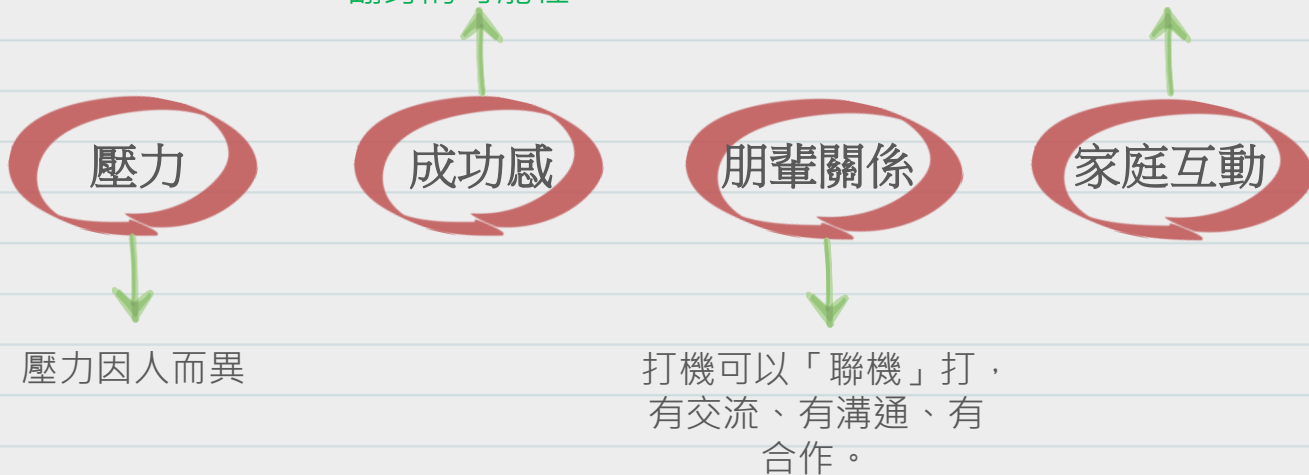 壓力
成功感
朋輩關係
家庭互動
壓力因人而異
打機可以「聯機」打，
有交流、有溝通、有
合作。